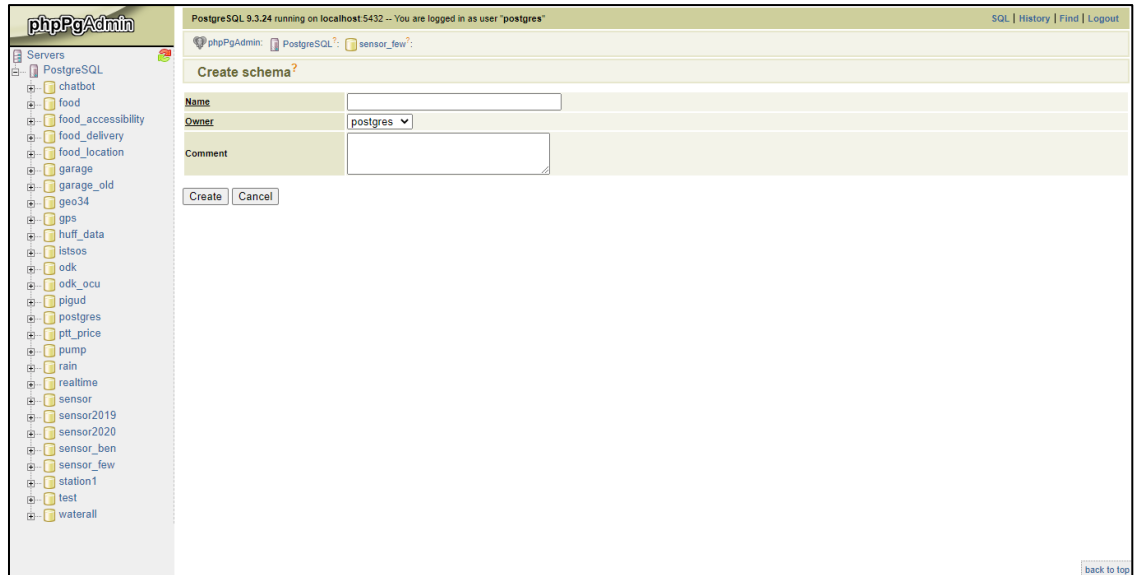 phpPgAdmin
Servers
PostgreSQL
chatbot
food
food_accessibility
food_delivery
food_location
garage
garage_old
geo34
gps
huff_data
istsos
odk
odk_ocu
pigud
postgres
ptt_price
pump
rain
realtime
sensor
sensor2019
sensor2020
sensor_ben
sensor_few
station1
test
waterall
PostgreSQL 9.3.24 running on localhost:5432 -- You are logged in as user "postgres"
SQL | History | Find | Logout
phpPgAdmin: PostgreSQL?: sensor_few?:
Create schema?
Name
Owner postgres
Comment
Create Cancel
back to top